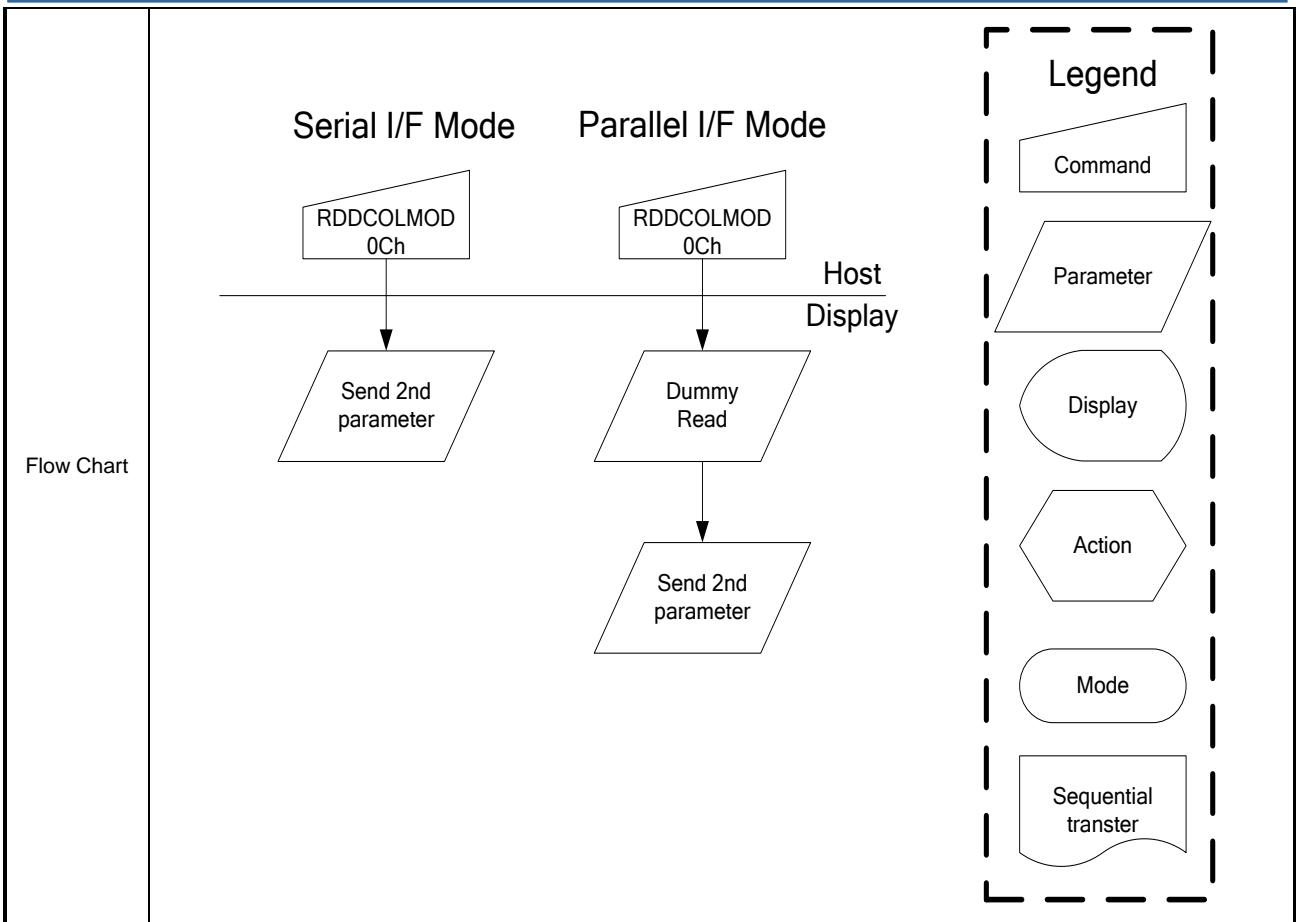 Flow Chart
Serial I/F Mode
RDDCOLMOD
0Ch
Send 2nd
parameter
Parallel I/F Mode
RDDCOLMOD
0Ch
Host
Display
Dummy
Read
Send 2nd
parameter
Legend
Command
Parameter
Display
Action
Mode
Sequential
transter